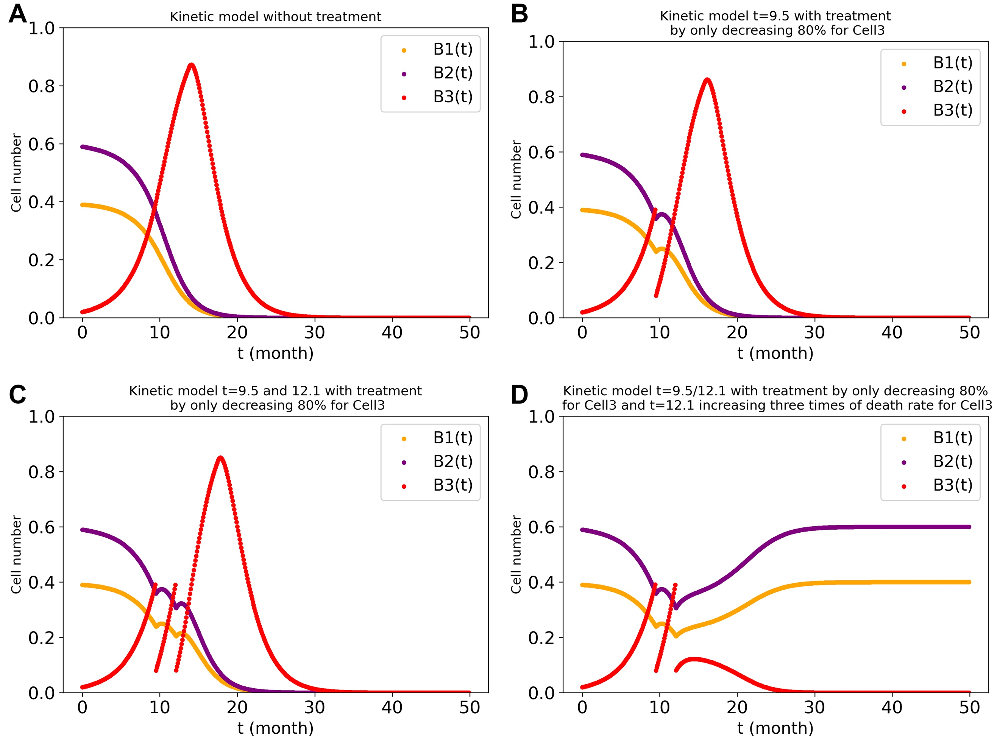 A
Kinetic model without treatment
1.0
0.8
0.6
0.4
0.2
0.0
Cell number
B1(t)
B2(t)
B3(t)
0 10 20 30 40 50
t (month)
B
Kinetic model t=9.5 with treatment
by only decreasing 80% for Cell3
1.0
0.8
0.6
0.4
0.2
0.0
Cell number
B1(t)
B2(t)
B3(t)
0 10 20 30 40 50
t (month)
C
Kinetic model t=9.5 and 12.1 with treatment
by only decreasing 80% for Cell3
1.0
0.8
0.6
0.4
0.2
0.0
Cell number
B1(t)
B2(t)
B3(t)
0 10 20 30 40 50
t (month)
D
Kinetic model t=9.5/12.1 with treatment by only decreasing 80%
for Cell3 and t=12.1 increasing three times of death rate for Cell3
1.0
0.8
0.6
0.4
0.2
0.0
Cell number
B1(t)
B2(t)
B3(t)
0 10 20 30 40 50
t (month)